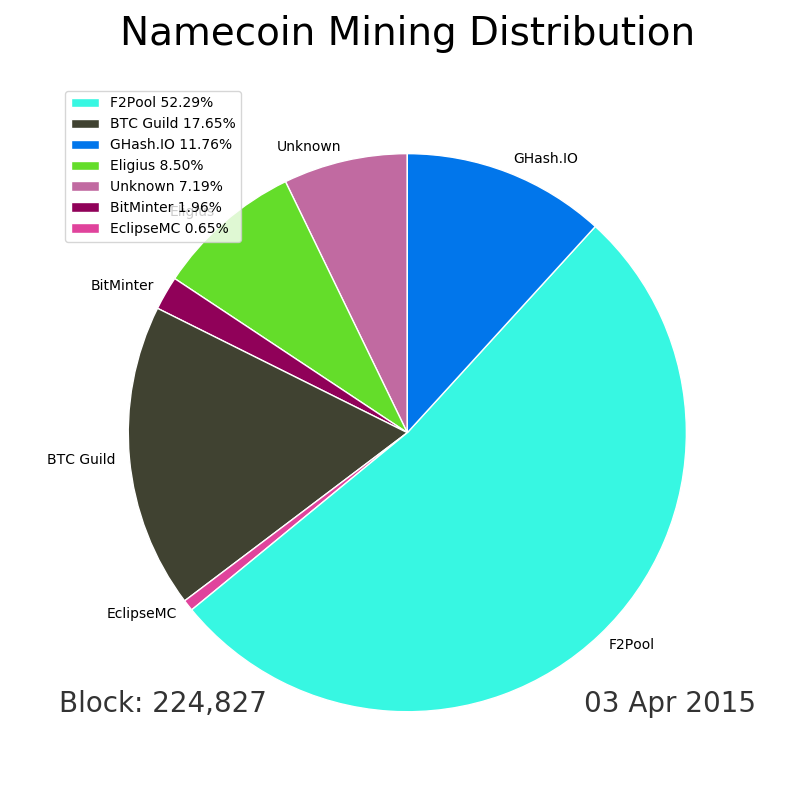 Namecoin Mining Distribution
F2Pool 52.29%
BTC Guild 17.65%
GHash.IO 11.76%
Eligius 8.50%
Unknown 7.19%
BitMinter 1.96%
EclipseMC 0.65%
Unknown
GHash.IO
Eligius
BitMinter
BTC Guild
EclipseMC
F2Pool
Block: 224,827
03 Apr 2015